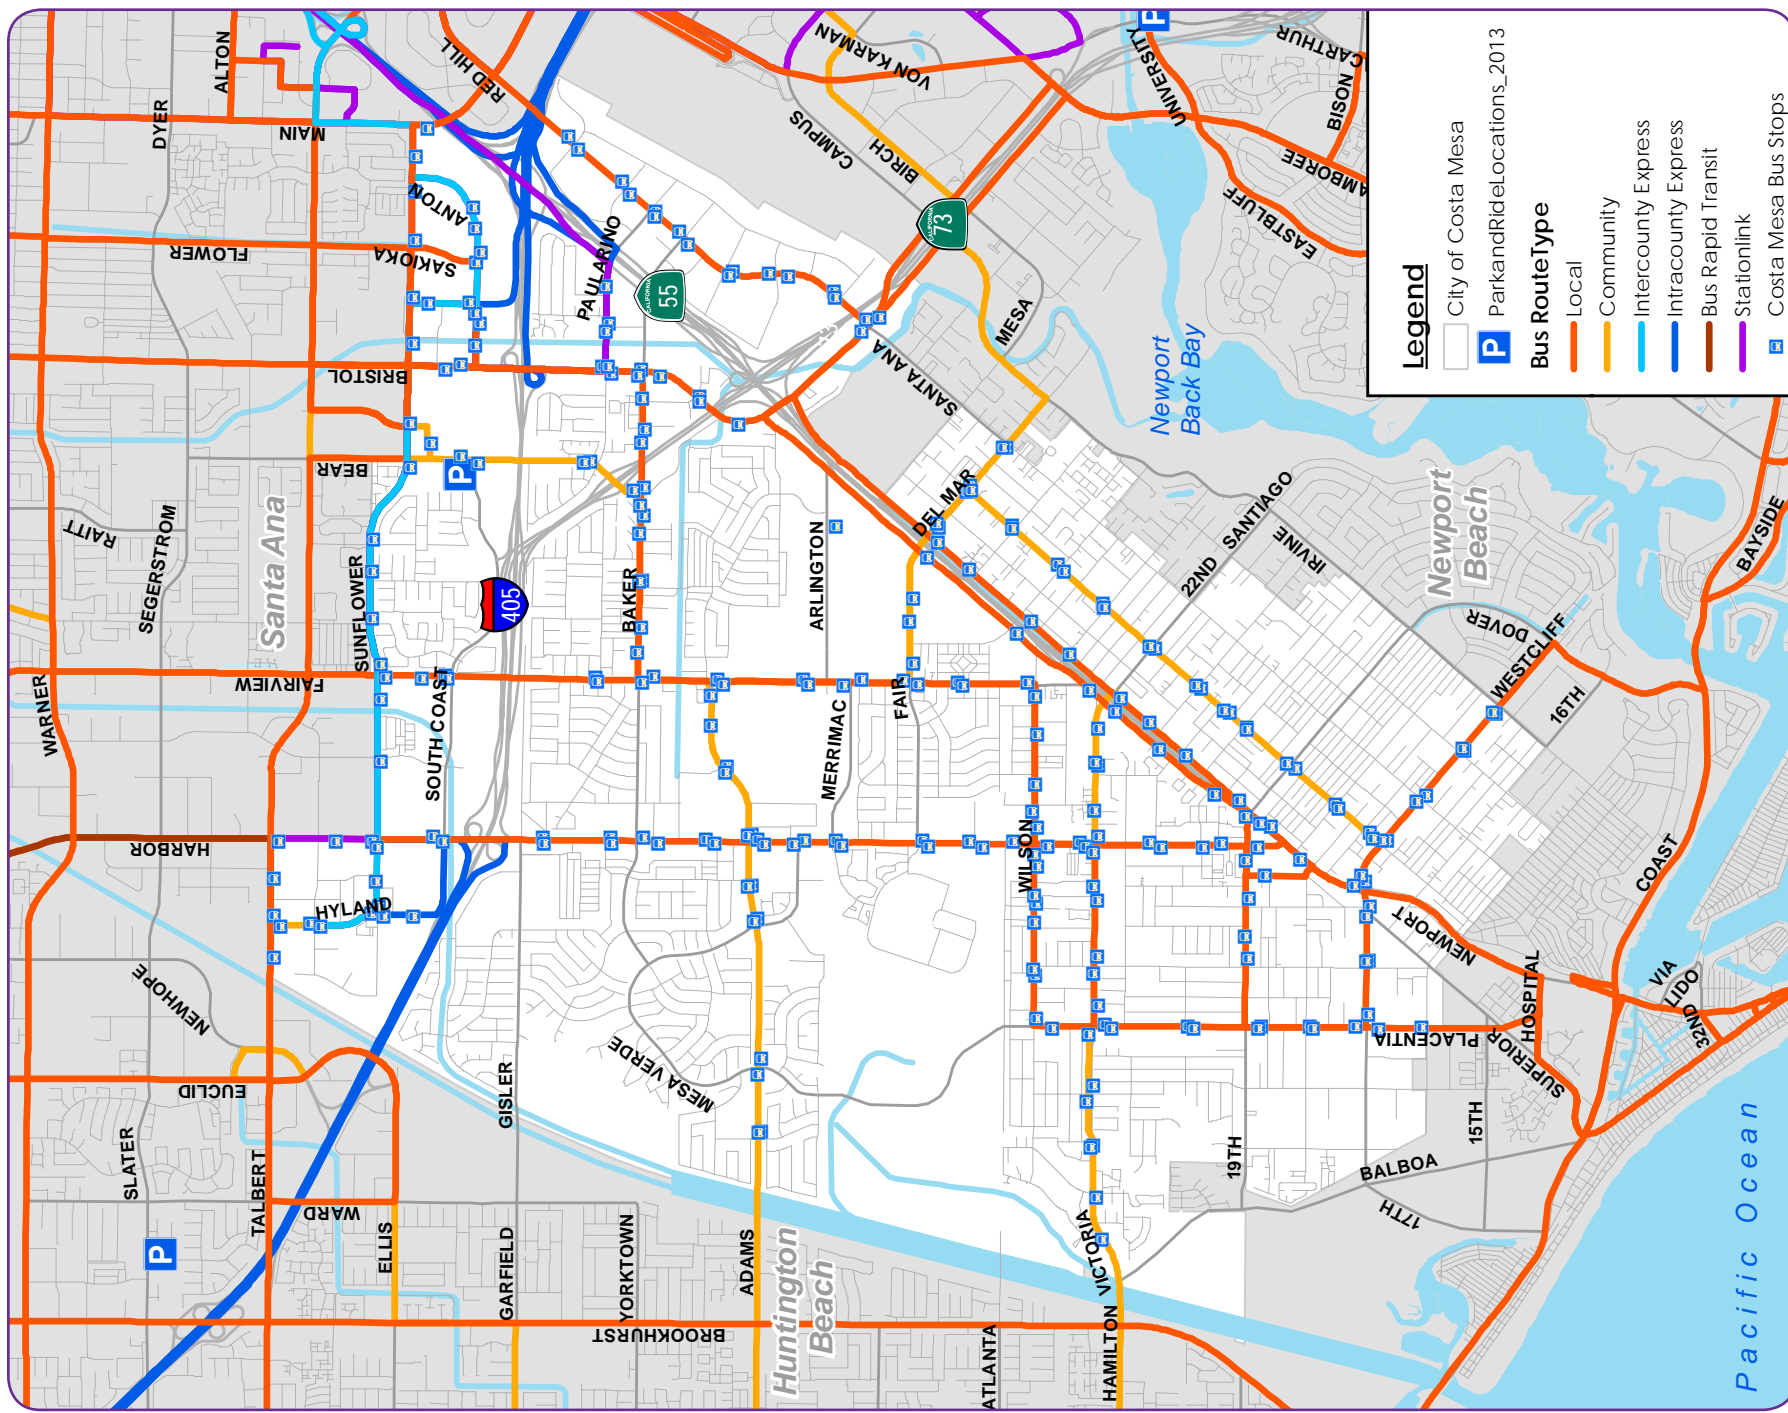 ALTON
DYER
MAIN
RED HILL
VON KARMAN
UNIVERSITY
P
CARTHUR
BISON
AMBOREE
EASTBLUFF
CAMPUS
BIRCH
ANTON
FLOWER
SAKIOKA
PAULARINO
CALIFORNIA
55
CALIFORNIA
73
MESA
SANTA ANA
BRISTOL
BEAR
P
RAITT
SEGERSTROM
Santa Ana
SUNFLOWER
405
BAKER
ARLINGTON
DEL MAR
Newport
Back Bay
22ND
SANTIAGO
IRVINE
Newport
Beach
DOVER
WESTCLIFF
16TH
BAYSIDE
WARNER
FAIRVIEW
SOUTH COAST
MERRIMAC
FAIR
HARBOR
HYLAND
WILSON
COAST
NEWHOPE
EUCLID
SLATER
TALBERT
WARD
ELLIS
P
GISLER
GARFIELD
YORKTOWN
MESA VERDE
ADAMS
BROOKHURST
Huntington
Beach
ATLANTA
HAMILTON
VICTORIA
19TH
17TH
BALBOA
15TH
PLACENTIA
SUPERIOR
HOSPITAL
NEWPORT
VIA
LIDO
32ND
Pacific Ocean
Legend
City of Costa Mesa
P
ParkandRideLocations_2013
Bus RouteType
Local
Community
Intercounty Express
Intracounty Express
Bus Rapid Transit
Stationlink
Costa Mesa Bus Stops